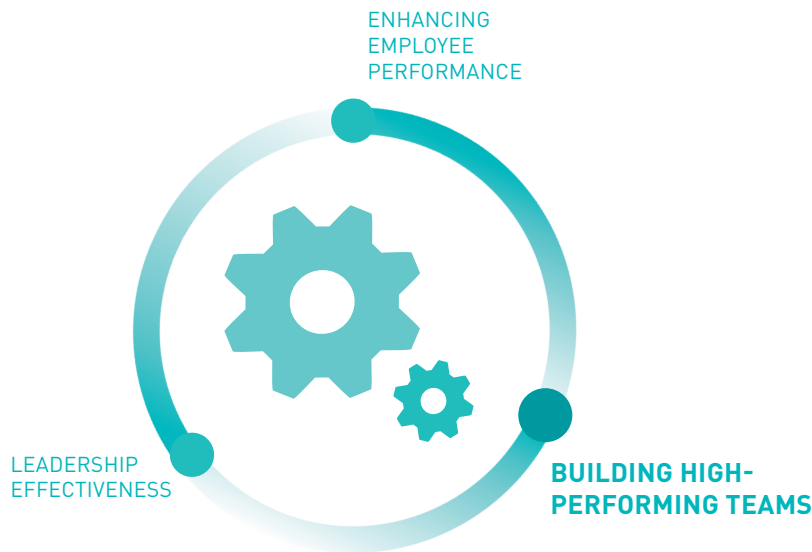 ENHANCING
EMPLOYEE
PERFORMANCE
LEADERSHIP
EFFECTIVENESS
BUILDING HIGH-
PERFORMING TEAMS